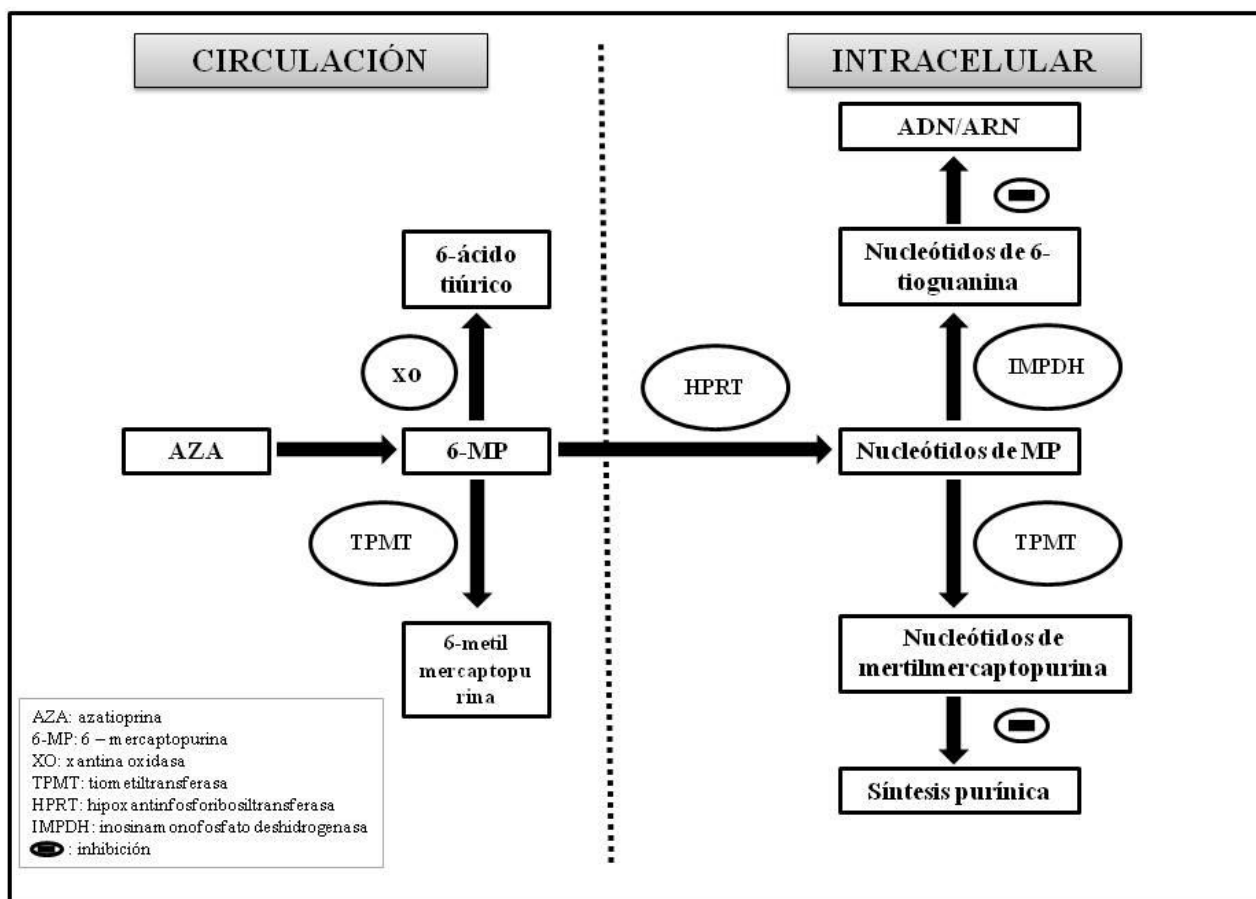 CIRCULACIÓN
INTRACELULAR
ADN/ARN
6-ácido
tiúrico
Nucleótidos de 6-
tioguanina
XO
HPRT
IMPDH
AZA
6-MP
Nucleótidos de MP
TPMT
TPMT
6-metil
mercaptopu
rina
Nucleótidos de
mertilmercaptopurina
Síntesis purínica
AZA: azatioprina
6-MP: 6 – mercaptopurina
XO: xantina oxidasa
TPMT: tiometiltransferasa
HPRT: hipoxantinfosforibosiltransferasa
IMPDH: inosinamonofosfato deshidrogenasa
: inhibición